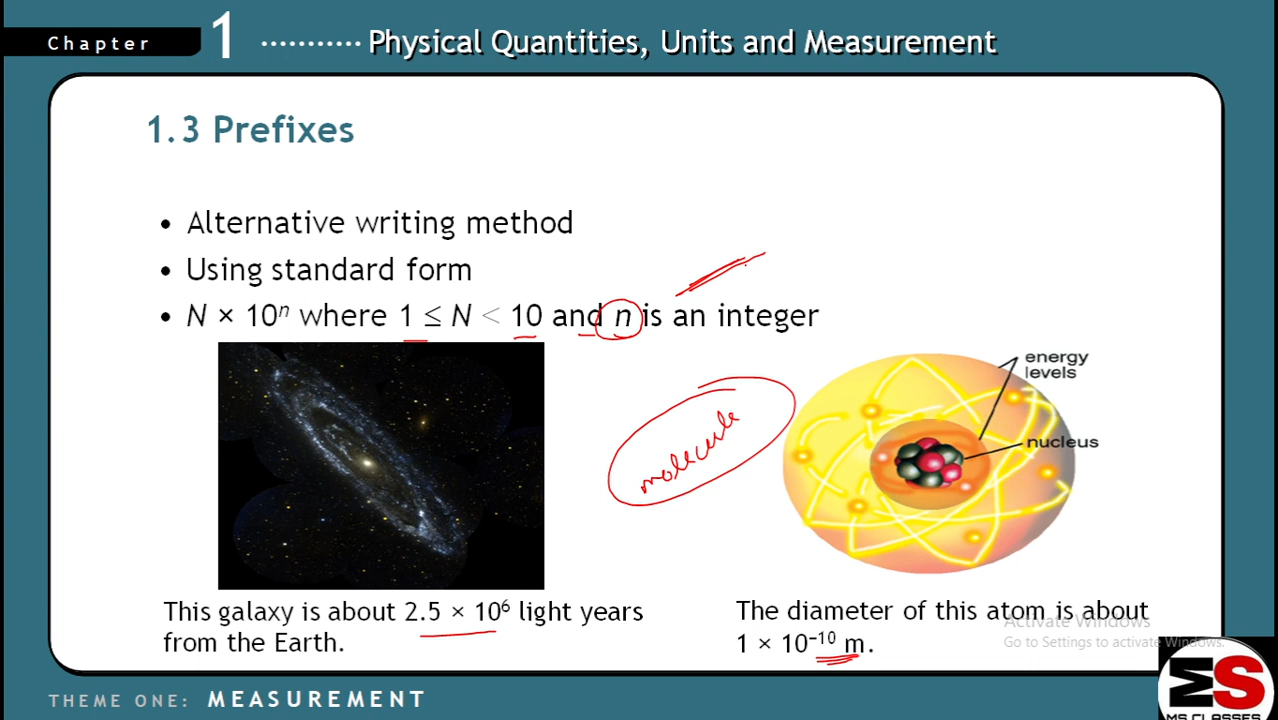 Chapter 1 ........... Physical Quantities, Units and Measurement
1.3 Prefixes
• Alternative writing method
• Using standard form
• N × 10ⁿ where 1 ≤ N < 10 and n is an integer
energy
levels
nucleus
molecule
This galaxy is about 2.5 × 10⁶ light years
from the Earth.
The diameter of this atom is about
1 × 10⁻¹⁰ m.
Activate Windows
Go to Settings to activate Windows.
THEME ONE: MEASUREMENT
MS
MS CLASSES